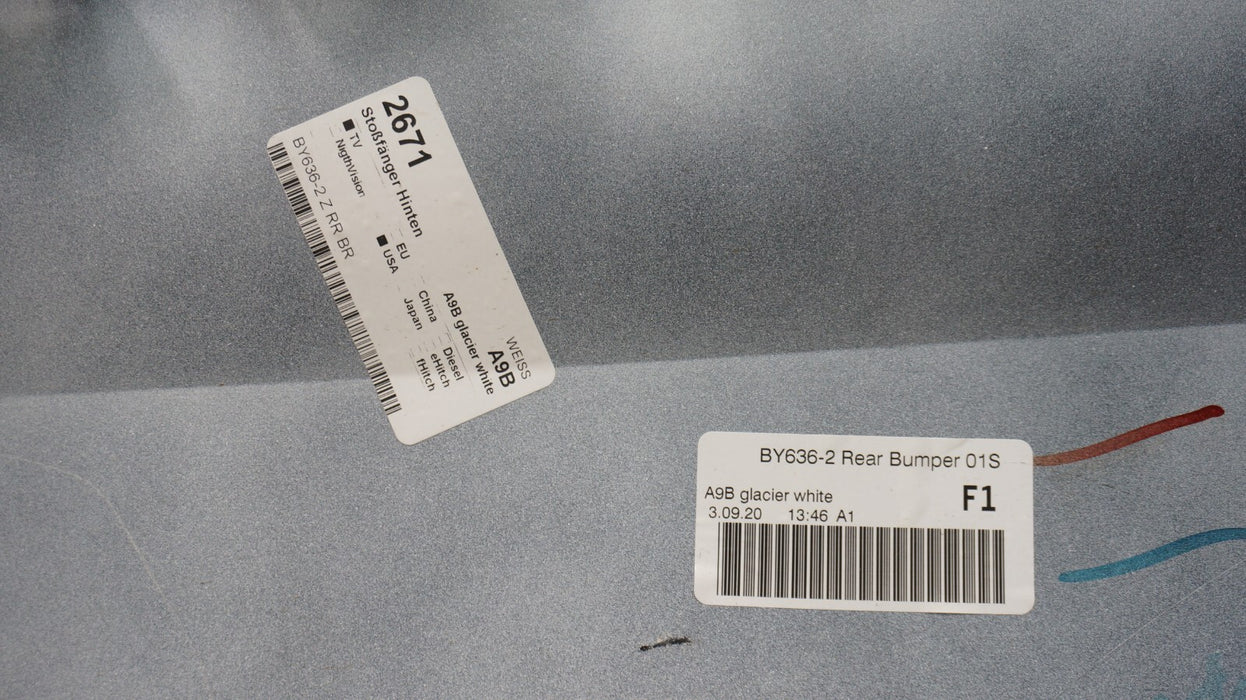 2671
Stoßfänger Hinten
TV
NigthVision
EU
USA
China
Japan
Diesel
eHitch
fHitch
WEISS
A9B
A9B glacier white
BY636-2 Z RR BR
BY636-2 Rear Bumper 01S
A9B glacier white
F1
3.09.20 13:46 A1